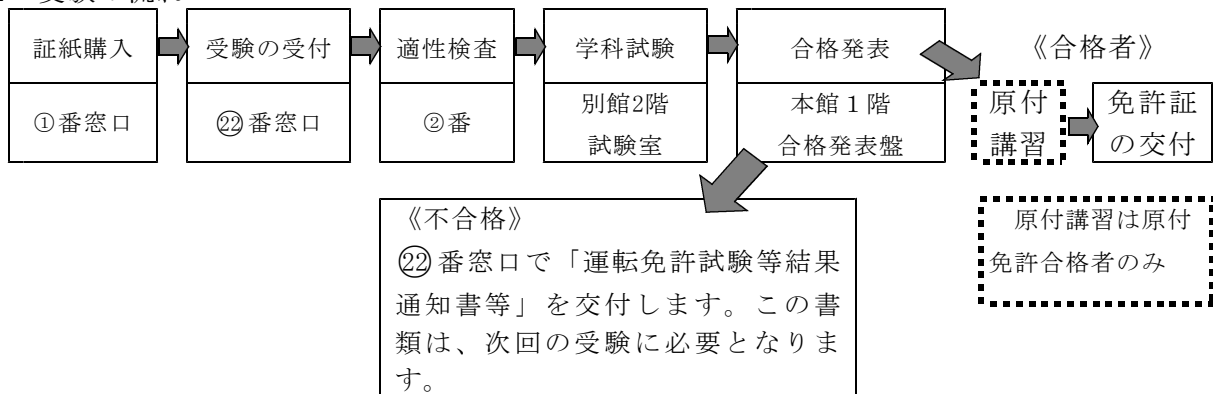 証紙購入
①番窓口
受験の受付
㉒番窓口
適性検査
②番
学科試験
別館2階
試験室
合格発表
本館1階
合格発表盤
《合格者》
原付
講習
免許証
の交付
《不合格》
㉒番窓口で「運転免許試験等結果
通知書等」を交付します。この書
類は、次回の受験に必要となりま
す。
原付講習は原付
免許合格者のみ